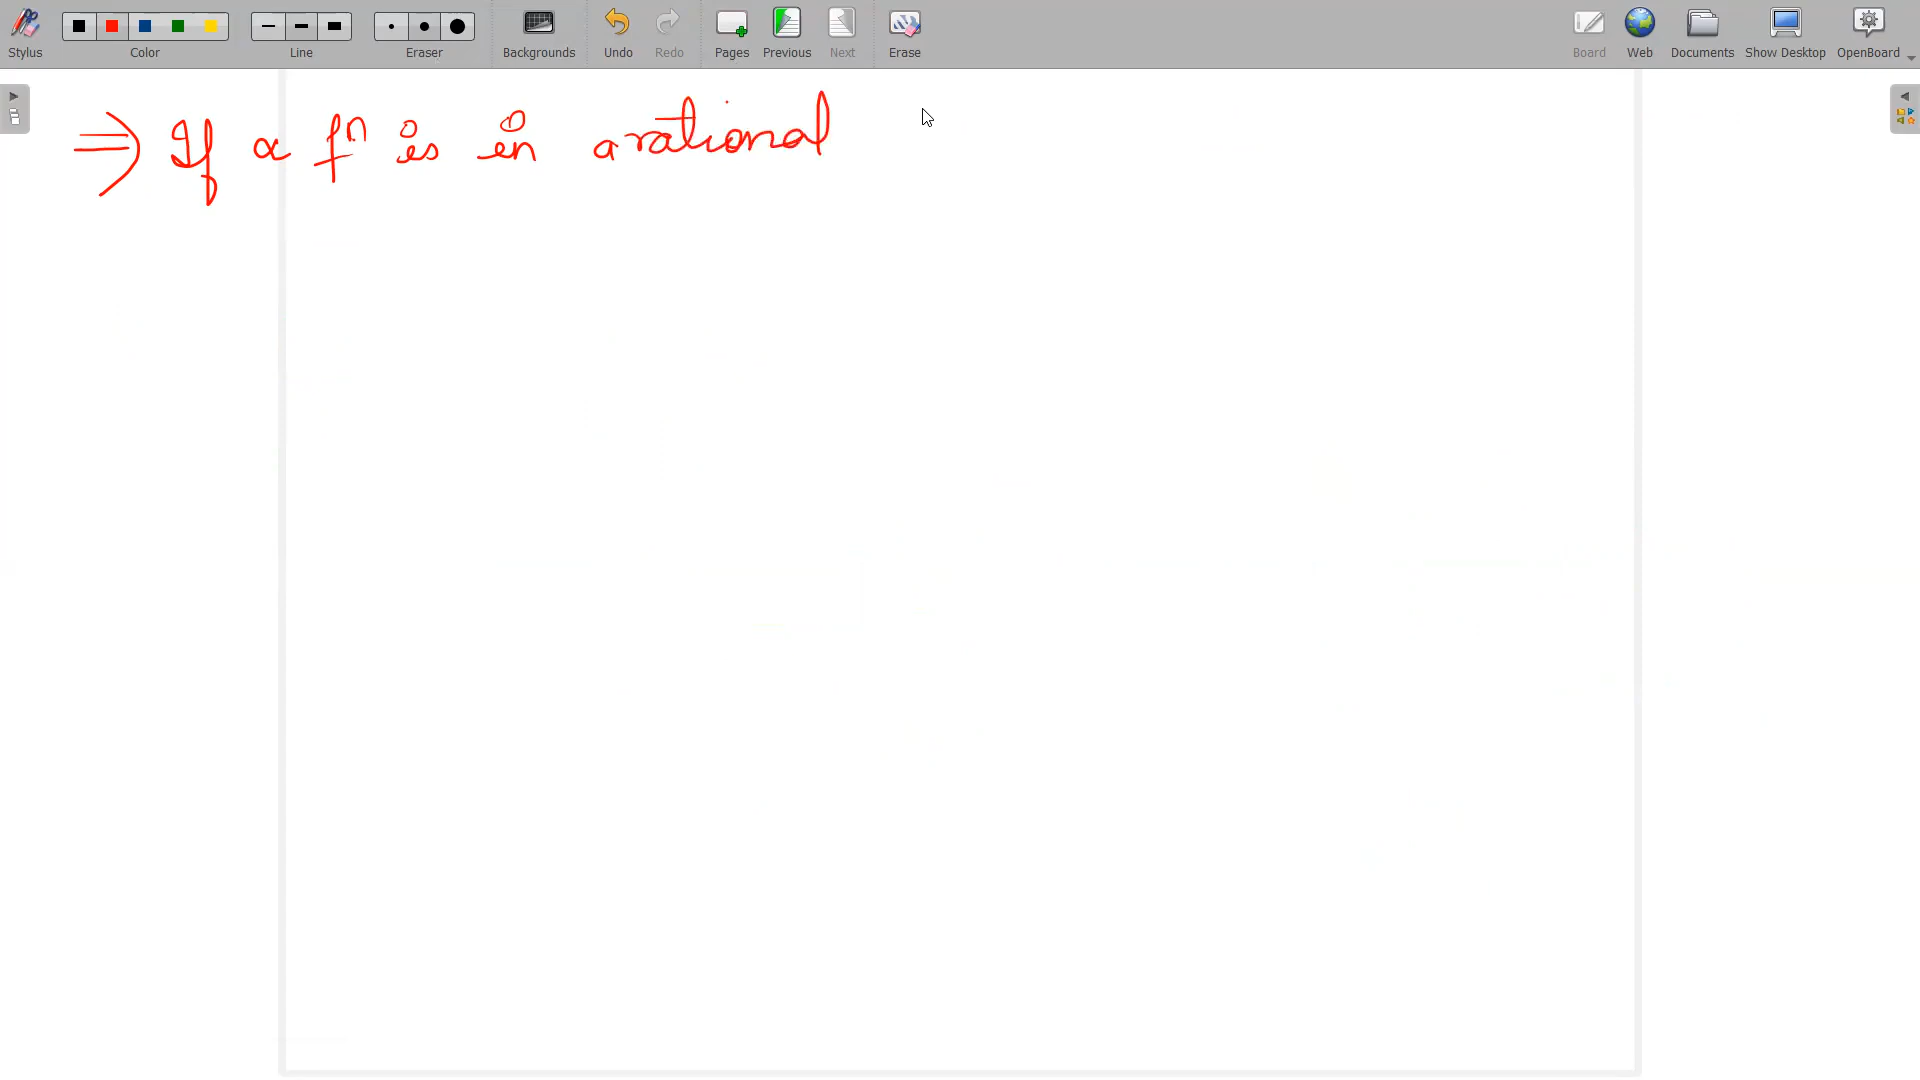 Stylus Color Line Eraser Backgrounds Undo Redo Pages Previous Next Erase Board Web Documents Show Desktop OpenBoard
⇒ If a fⁿ is in a rational